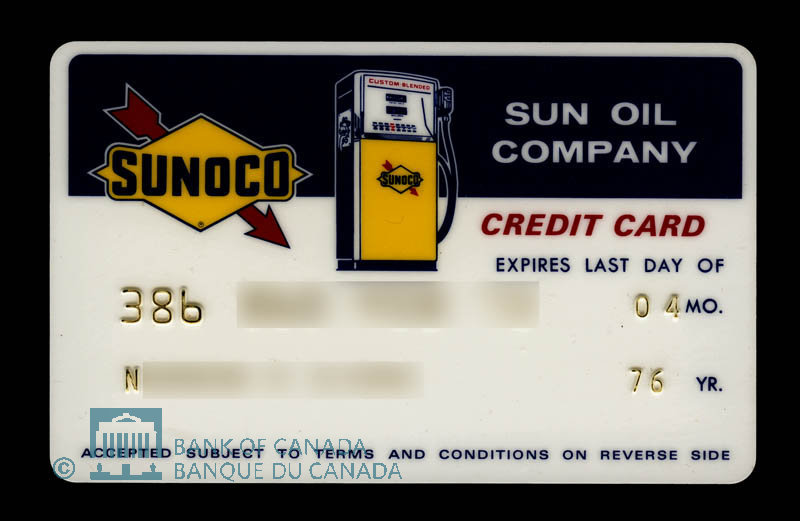 CUSTOM-BLENDED
SUNOCO
®
SUNOCO
SUN OIL
COMPANY
CREDIT CARD
EXPIRES LAST DAY OF
386
04 MO.
N
76 YR.
ACCEPTED SUBJECT TO TERMS AND CONDITIONS ON REVERSE SIDE
© BANK OF CANADA
BANQUE DU CANADA